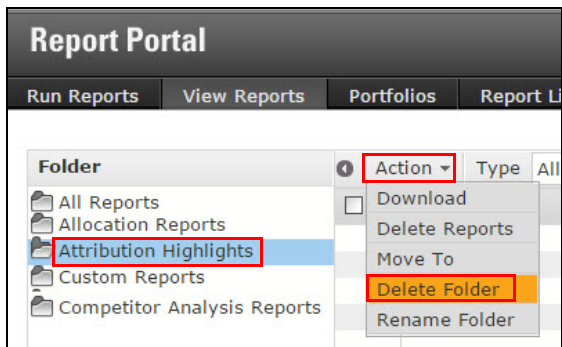 Report Portal
Run Reports View Reports Portfolios Report Li
Folder
All Reports
Allocation Reports
Attribution Highlights
Custom Reports
Competitor Analysis Reports
Action Type All
Download
Delete Reports
Move To
Delete Folder
Rename Folder